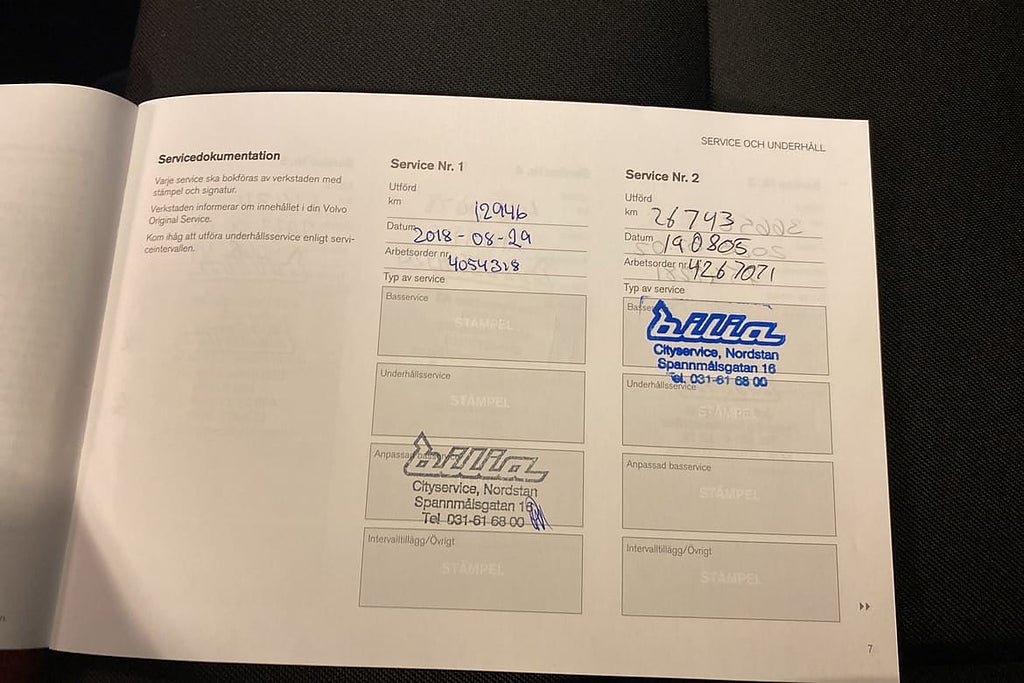 SERVICE OCH UNDERHÅLL
Servicedokumentation
Varje service ska bokföras av verkstaden med
stämpel och signatur.
Verkstaden informerar om innehållet i din Volvo
Original Service.
Kom ihåg att utföra underhållsservice enligt servi-
ceintervallen.
Service Nr. 1
Utförd
km 12946
Datum 2018-08-29
Arbetsorder nr 4054318
Typ av service
Basservice
STÄMPEL
Underhållsservice
STÄMPEL
Anpassad basservice
bilia
Cityservice, Nordstan
Spannmålsgatan 16
Tel 031-61 68 00
Intervalltillägg/Övrigt
STÄMPEL
Service Nr. 2
Utförd
km 26743
Datum 190805
Arbetsorder nr 4267071
Typ av service
bilia
Cityservice, Nordstan
Spannmålsgatan 16
Tel. 031-61 68 00
Underhållsservice
STÄMPEL
Anpassad basservice
STÄMPEL
Intervalltillägg/Övrigt
STÄMPEL
7